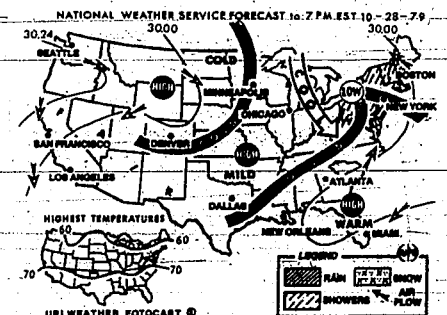 NATIONAL WEATHER SERVICE FORECAST to 7 P.M. EST 10-28-79
30.24
30.00
30.00
SEATTLE
COLD
BOSTON
HIGH
LOW
MINNEAPOLIS
NEW YORK
CHICAGO
SAN FRANCISCO
DENVER
HIGH
LOS ANGELES
MILD
ATLANTA
DALLAS
HIGH
HIGHEST TEMPERATURES
NEW ORLEANS
WARM
MIAMI
60
60
LEGEND
70
70
RAIN
SNOW
SHOWERS
AIR FLOW
UPI WEATHER FOTOCAST ©